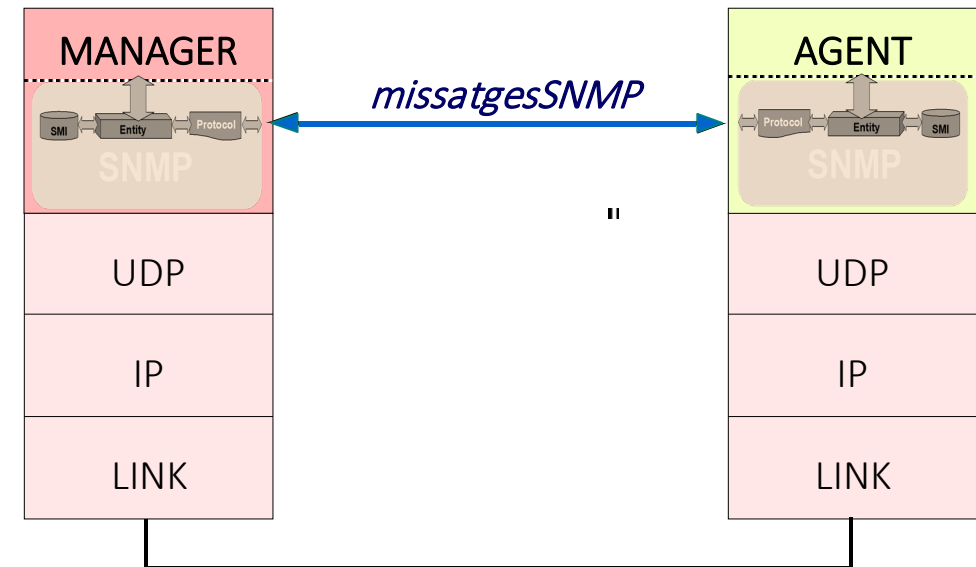 MANAGER
SMI Entity Protocol
SNMP
UDP
IP
LINK
missatgesSNMP
"
AGENT
Protocol Entity SMI
SNMP
UDP
IP
LINK